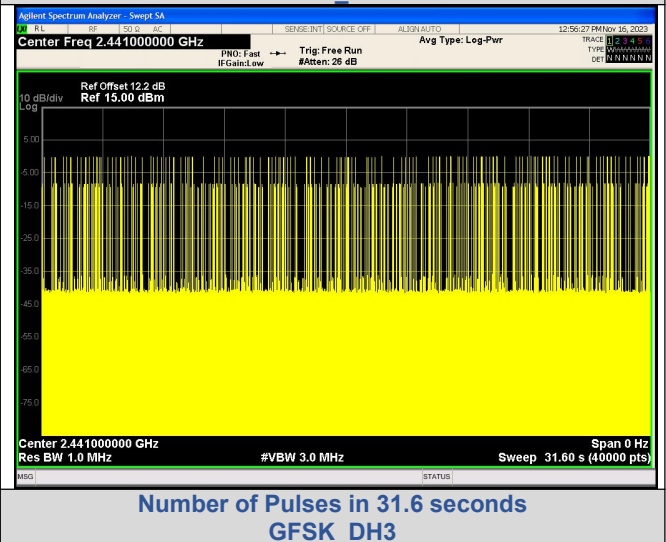 Agilent Spectrum Analyzer - Swept SA
RL RF 50 Ω AC SENSE:INT SOURCE OFF ALIGN AUTO 12:56:27 PM Nov 16, 2023
Center Freq 2.441000000 GHz Avg Type: Log-Pwr TRACE 1 2 3 4 5 6
PNO: Fast Trig: Free Run TYPE
IFGain:Low #Atten: 26 dB DET N N N N N N
Ref Offset 12.2 dB
10 dB/div Ref 15.00 dBm
Log
5.00
-5.00
-15.0
-25.0
-35.0
-45.0
-55.0
-65.0
-75.0
Center 2.441000000 GHz Span 0 Hz
Res BW 1.0 MHz #VBW 3.0 MHz Sweep 31.60 s (40000 pts)
MSG STATUS
Number of Pulses in 31.6 seconds
GFSK DH3